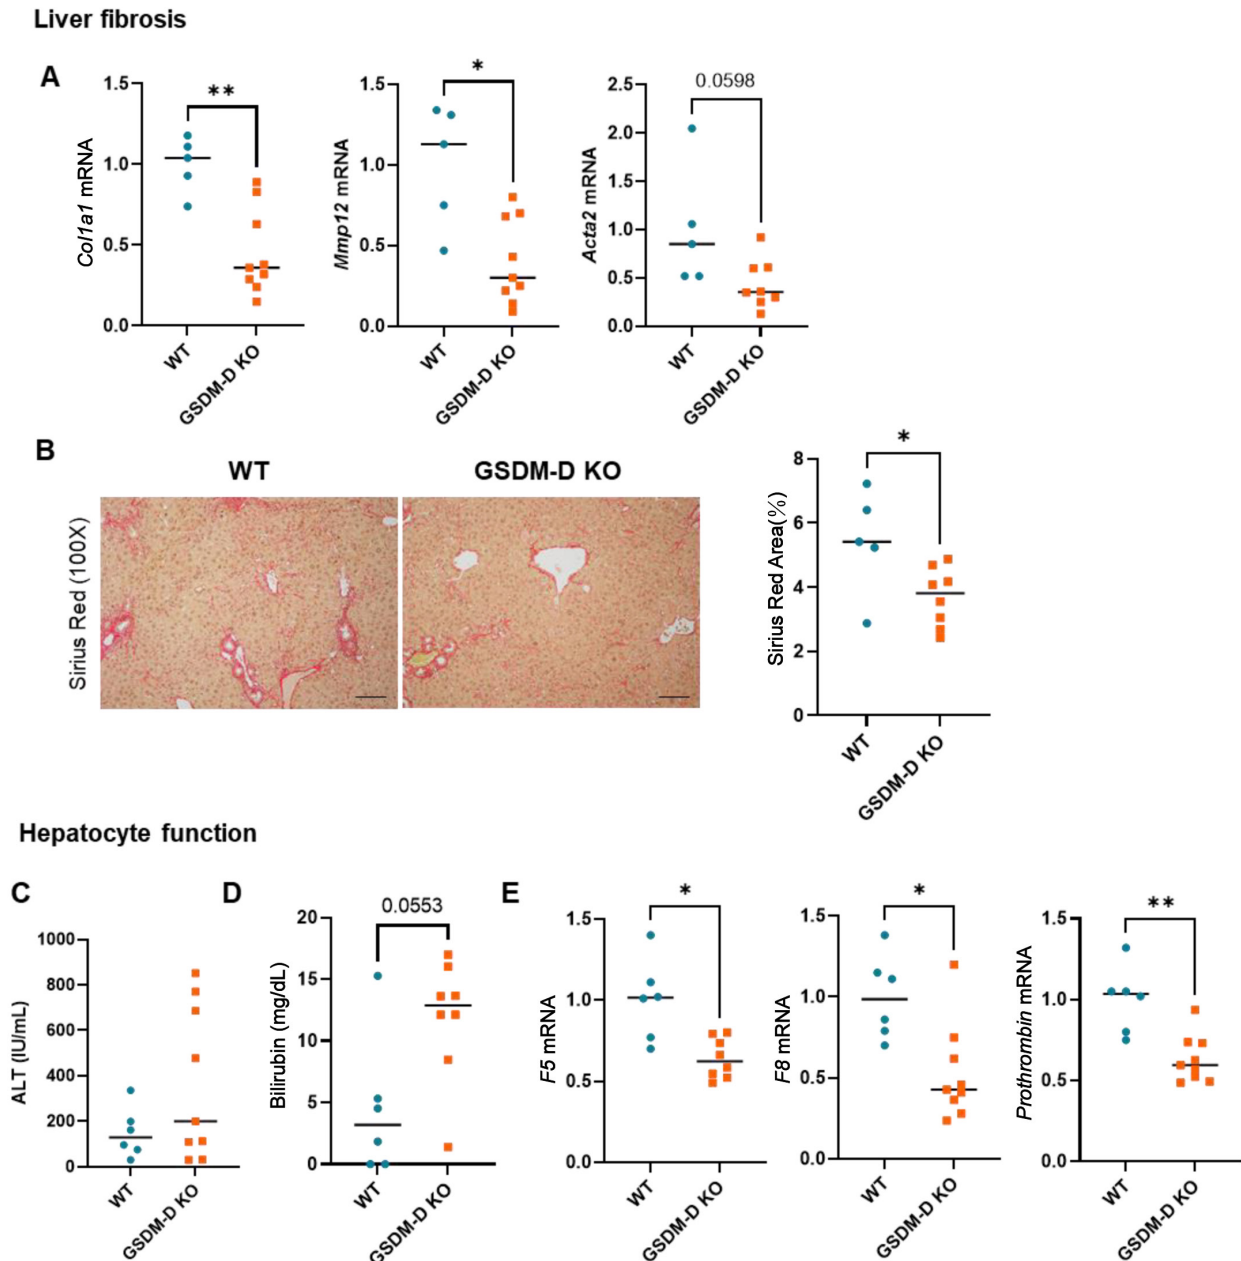 Liver fibrosis
A
Col1a1 mRNA
1.5
1.0
0.5
0.0
**
WT
GSDM-D KO
Mmp12 mRNA
1.5
1.0
0.5
0.0
*
WT
GSDM-D KO
Acta2 mRNA
2.5
2.0
1.5
1.0
0.5
0.0
0.0598
WT
GSDM-D KO
B
WT
GSDM-D KO
Sirius Red (100X)
Sirius Red Area(%)
8
6
4
2
0
*
WT
GSDM-D KO
Hepatocyte function
C
ALT (IU/mL)
1000
800
600
400
200
0
WT
GSDM-D KO
D
Bilirubin (mg/dL)
20
15
10
5
0
0.0553
WT
GSDM-D KO
E
F5 mRNA
1.5
1.0
0.5
0.0
*
WT
GSDM-D KO
F8 mRNA
1.5
1.0
0.5
0.0
*
WT
GSDM-D KO
Prothrombin mRNA
1.5
1.0
0.5
0.0
**
WT
GSDM-D KO